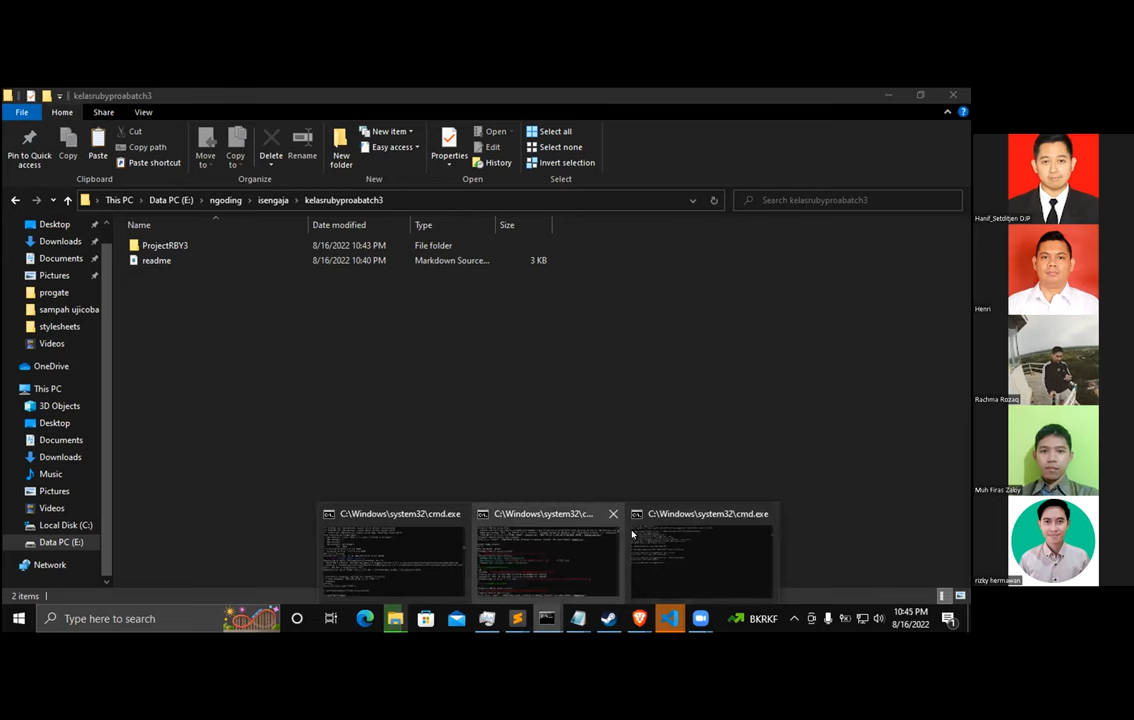 kelasrubyproabatch3
File Home Share View
Pin to Quick access
Copy
Paste
Cut
Copy path
Paste shortcut
Clipboard
Move to
Copy to
Delete
Rename
Organize
New folder
New item
Easy access
New
Properties
Open
Edit
History
Open
Select all
Select none
Invert selection
Select
This PC > Data PC (E:) > ngoding > isengaja > kelasrubyproabatch3
Search kelasrubyproabatch3
Name Date modified Type Size
ProjectRBY3 8/16/2022 10:43 PM File folder
readme 8/16/2022 10:40 PM Markdown Source... 3 KB
Desktop
Downloads
Documents
Pictures
progate
sampah ujicoba
stylesheets
Videos
OneDrive
This PC
3D Objects
Desktop
Documents
Downloads
Music
Pictures
Videos
Local Disk (C:)
Data PC (E:)
Network
2 items
C:\Windows\system32\cmd.exe
C:\Windows\system32\c...
C:\Windows\system32\cmd.exe
Type here to search
BKRKF
10:45 PM
8/16/2022
1
Hanif_Setditjen DJP
Henri
Rachma Rozaq
Muh Firas Zaloy
rizky hermawan